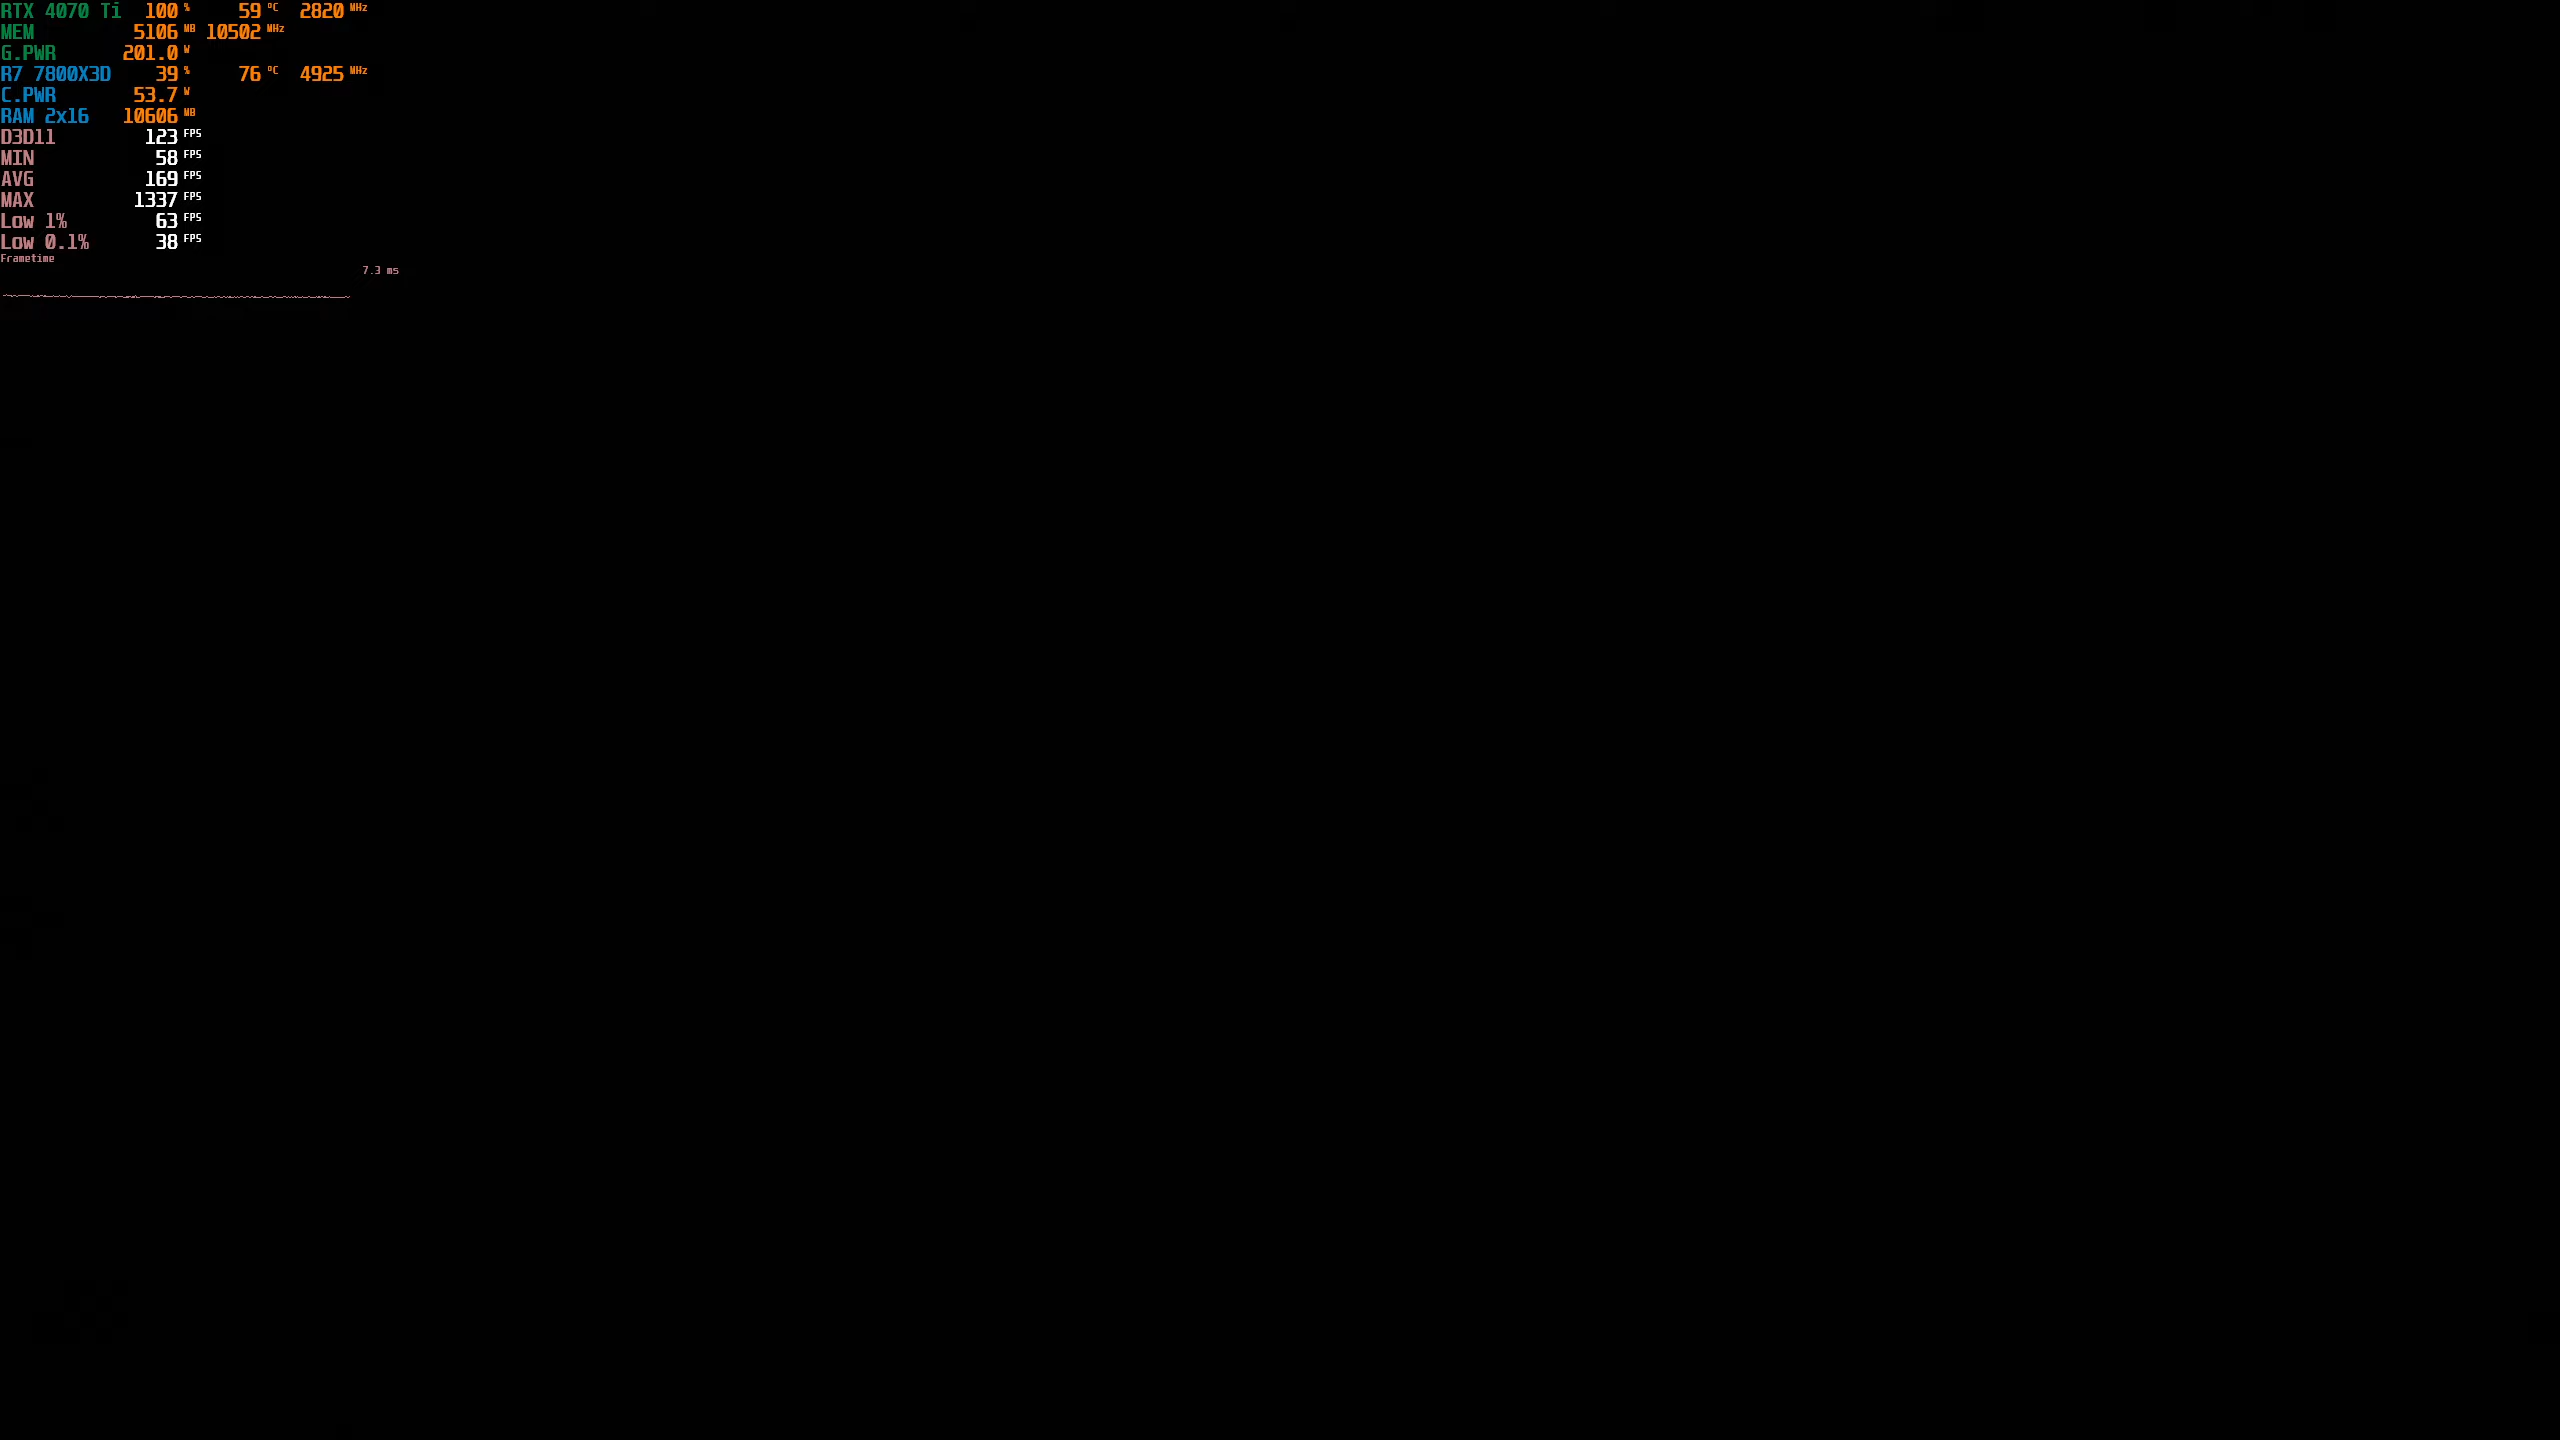 RTX 4070 Ti 100 % 59 °C 2820 MHz
MEM 5106 MB 10502 MHz
G.PWR 201.0 W
R7 7800X3D 39 % 76 °C 4925 MHz
C.PWR 53.7 W
RAM 2x16 10606 MB
D3D11 123 FPS
MIN 58 FPS
AVG 169 FPS
MAX 1337 FPS
Low 1% 63 FPS
Low 0.1% 38 FPS
Frametime
7.3 ms